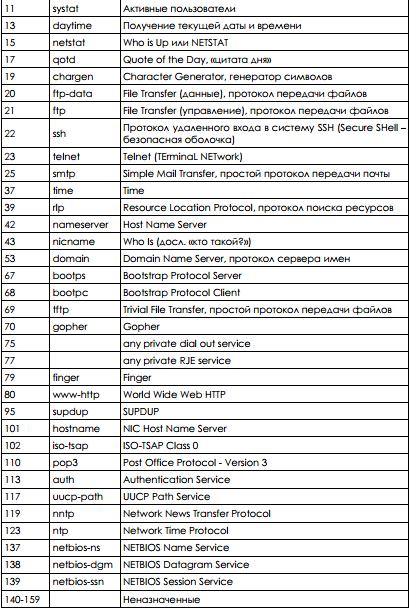 11 systat Активные пользователи
13 daytime Получение текущей даты и времени
15 netstat Who is Up или NETSTAT
17 qotd Quote of the Day, «цитата дня»
19 chargen Character Generator, генератор символов
20 ftp-data File Transfer (данные), протокол передачи файлов
21 ftp File Transfer (управление), протокол передачи файлов
22 ssh Протокол удаленного входа в систему SSH (Secure SHell –
безопасная оболочка)
23 telnet Telnet (TErminaL NETwork)
25 smtp Simple Mail Transfer, простой протокол передачи почты
37 time Time
39 rlp Resource Location Protocol, протокол поиска ресурсов
42 nameserver Host Name Server
43 nicname Who Is (досл. «кто такой?»)
53 domain Domain Name Server, протокол сервера имен
67 bootps Bootstrap Protocol Server
68 bootpc Bootstrap Protocol Client
69 tftp Trivial File Transfer, простой протокол передачи файлов
70 gopher Gopher
75 any private dial out service
77 any private RJE service
79 finger Finger
80 www-http World Wide Web HTTP
95 supdup SUPDUP
101 hostname NIC Host Name Server
102 iso-tsap ISO-TSAP Class 0
110 pop3 Post Office Protocol - Version 3
113 auth Authentication Service
117 uucp-path UUCP Path Service
119 nntp Network News Transfer Protocol
123 ntp Network Time Protocol
137 netbios-ns NETBIOS Name Service
138 netbios-dgm NETBIOS Datagram Service
139 netbios-ssn NETBIOS Session Service
140-159 Неназначенные